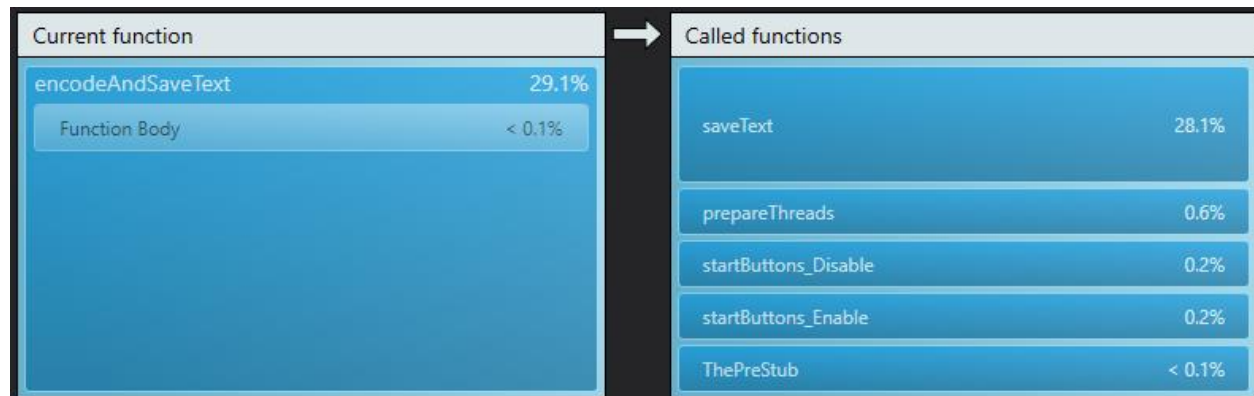 Current function
encodeAndSaveText 29.1%
Function Body < 0.1%
Called functions
saveText 28.1%
prepareThreads 0.6%
startButtons_Disable 0.2%
startButtons_Enable 0.2%
ThePreStub < 0.1%